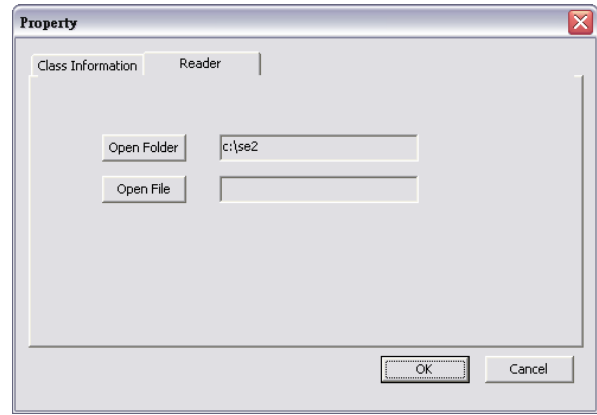 Property
Class Information Reader
Open Folder c:\se2
Open File
OK Cancel